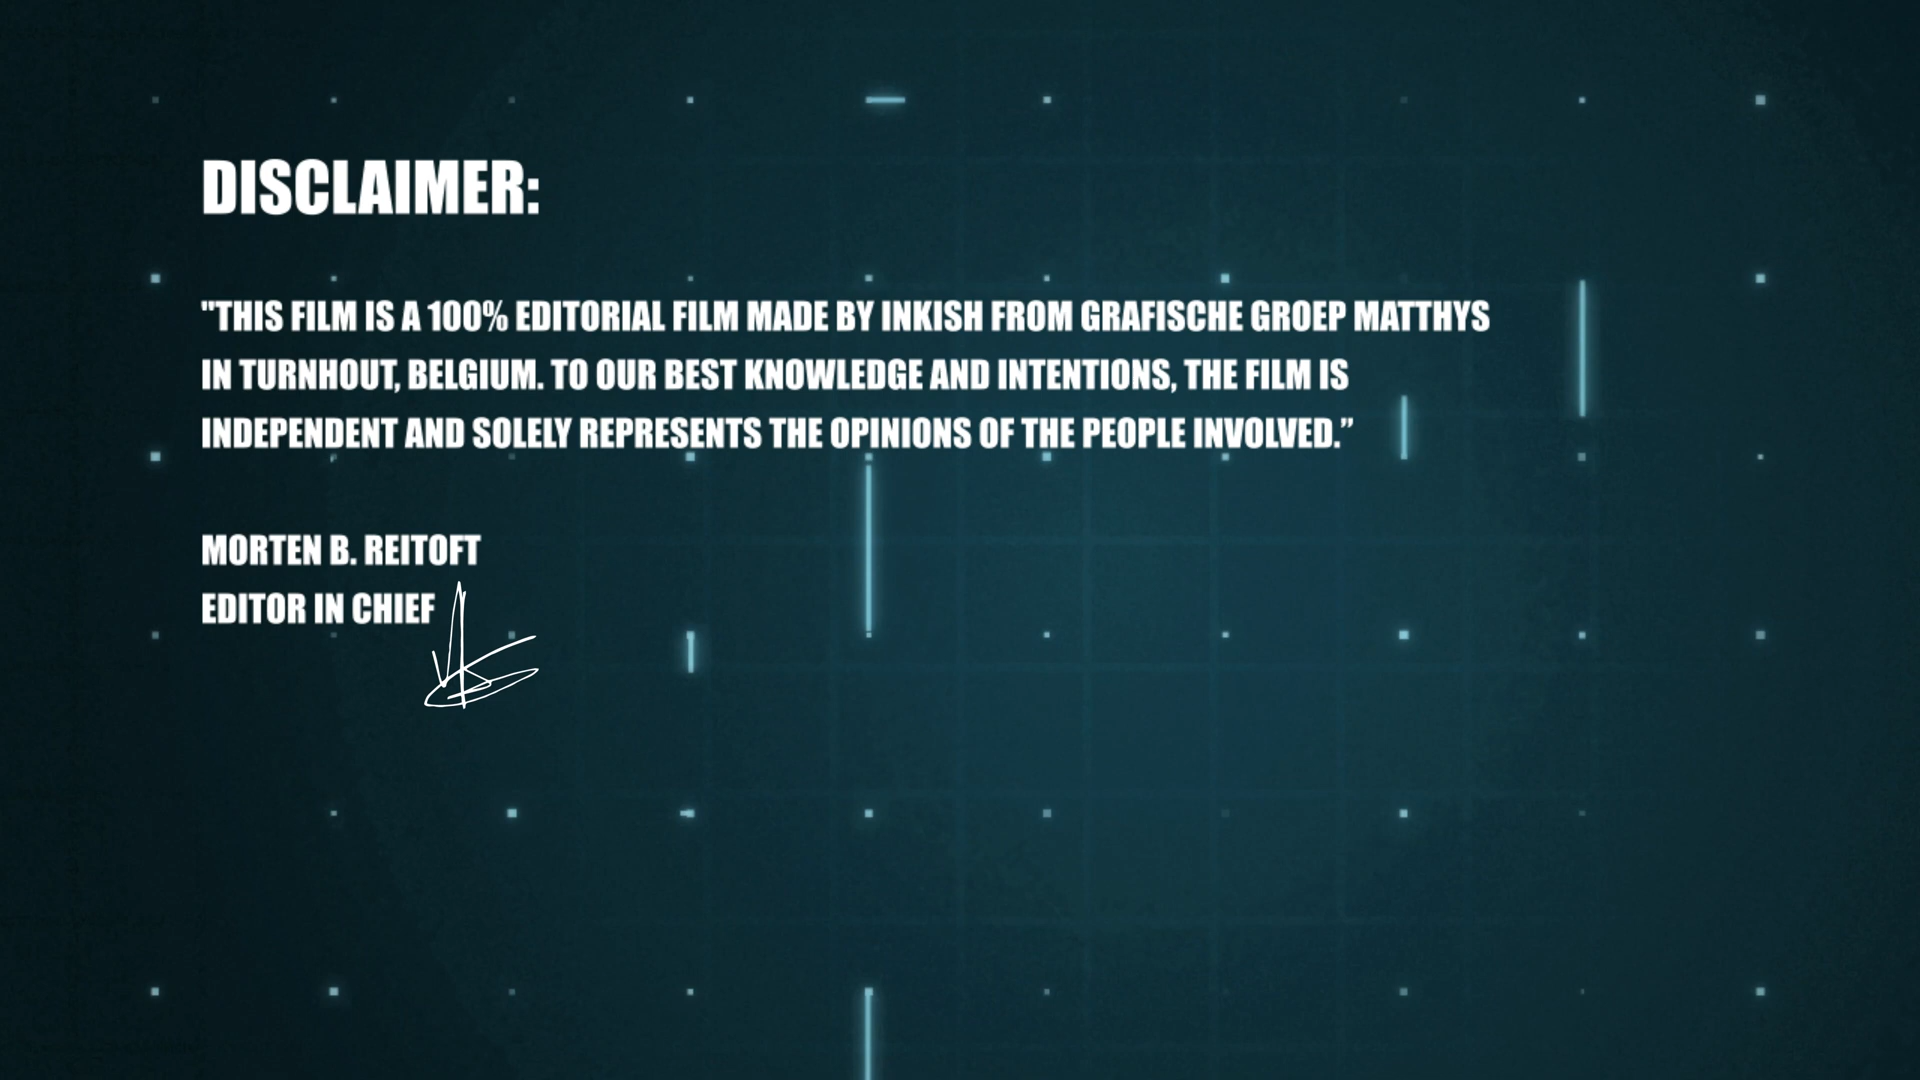 DISCLAIMER:
"THIS FILM IS A 100% EDITORIAL FILM MADE BY INKISH FROM GRAFISCHE GROEP MATTHYS
IN TURNHOUT, BELGIUM. TO OUR BEST KNOWLEDGE AND INTENTIONS, THE FILM IS
INDEPENDENT AND SOLELY REPRESENTS THE OPINIONS OF THE PEOPLE INVOLVED.”
MORTEN B. REITOFT
EDITOR IN CHIEF